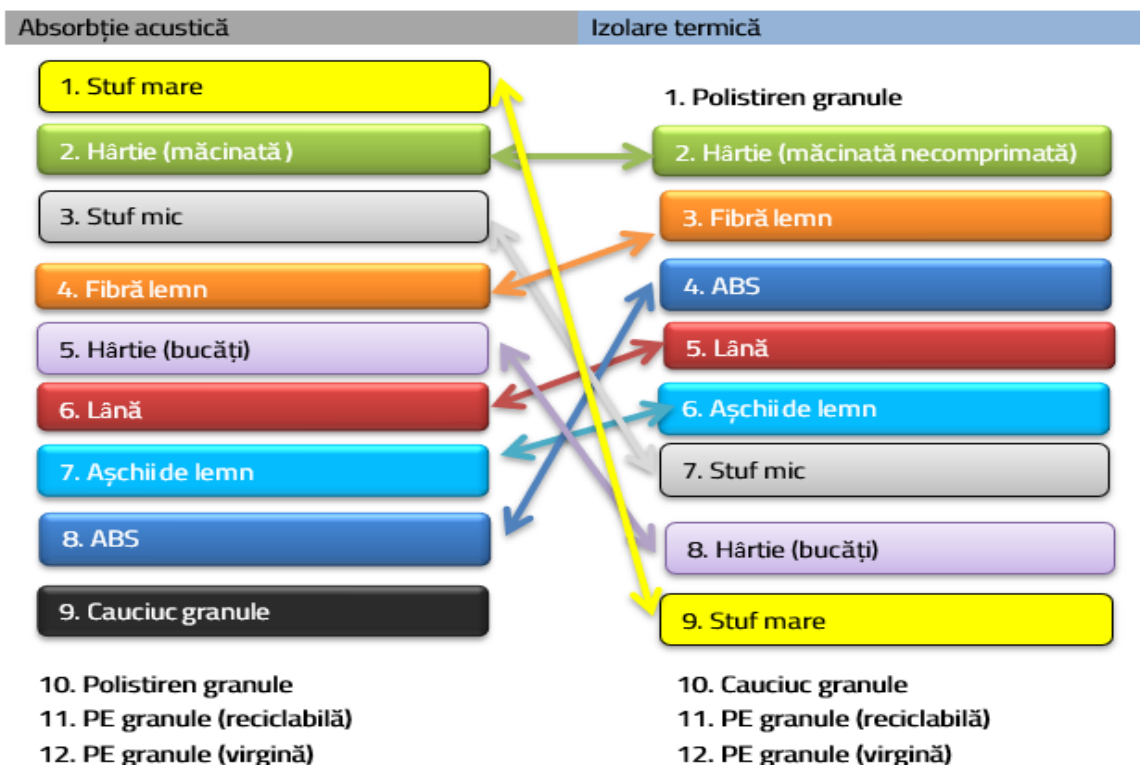 Absorbție acustică
Izolare termică
1. Stuf mare
2. Hârtie (măcinată )
3. Stuf mic
4. Fibră lemn
5. Hârtie (bucăți)
6. Lână
7. Așchii de lemn
8. ABS
9. Cauciuc granule
10. Polistiren granule
11. PE granule (reciclabilă)
12. PE granule (virgină)
1. Polistiren granule
2. Hârtie (măcinată necomprimată)
3. Fibră lemn
4. ABS
5. Lână
6. Așchii de lemn
7. Stuf mic
8. Hârtie (bucăți)
9. Stuf mare
10. Cauciuc granule
11. PE granule (reciclabilă)
12. PE granule (virgină)